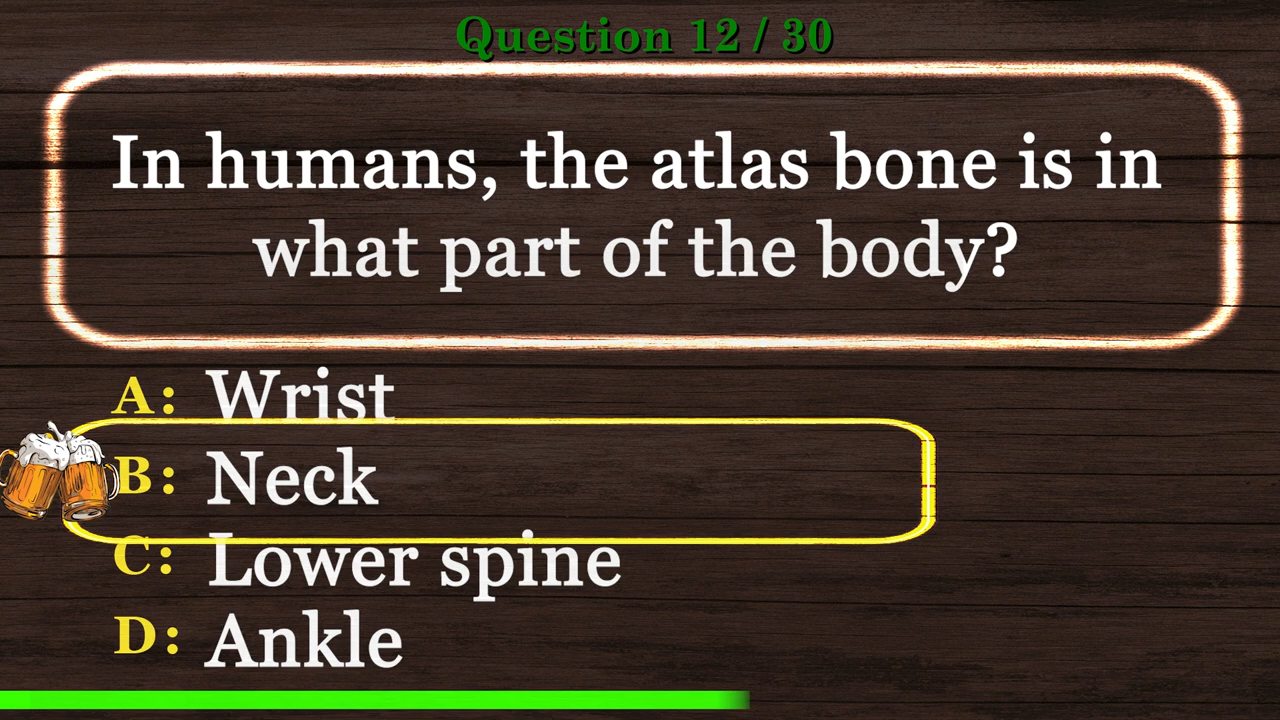 Question 12 / 30
In humans, the atlas bone is in
what part of the body?
A: Wrist
B: Neck
C: Lower spine
D: Ankle